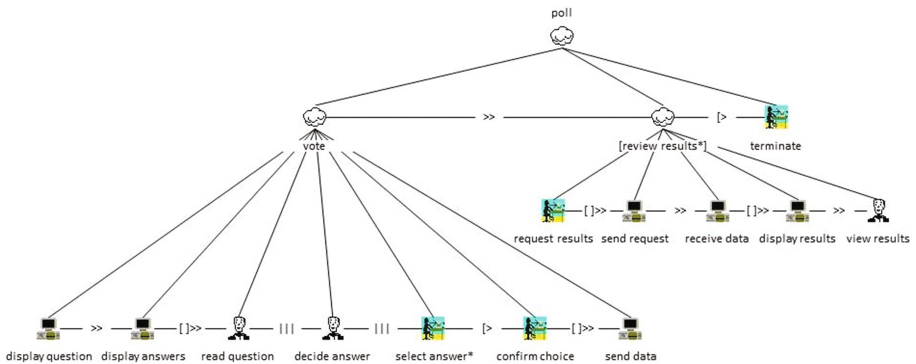 poll
>> [>
vote [review results*] terminate
[ ]>> >> [ ]>> >>
request results send request receive data display results view results
>> [ ]>> ||| ||| [> [ ]>>
display question display answers read question decide answer select answer* confirm choice send data